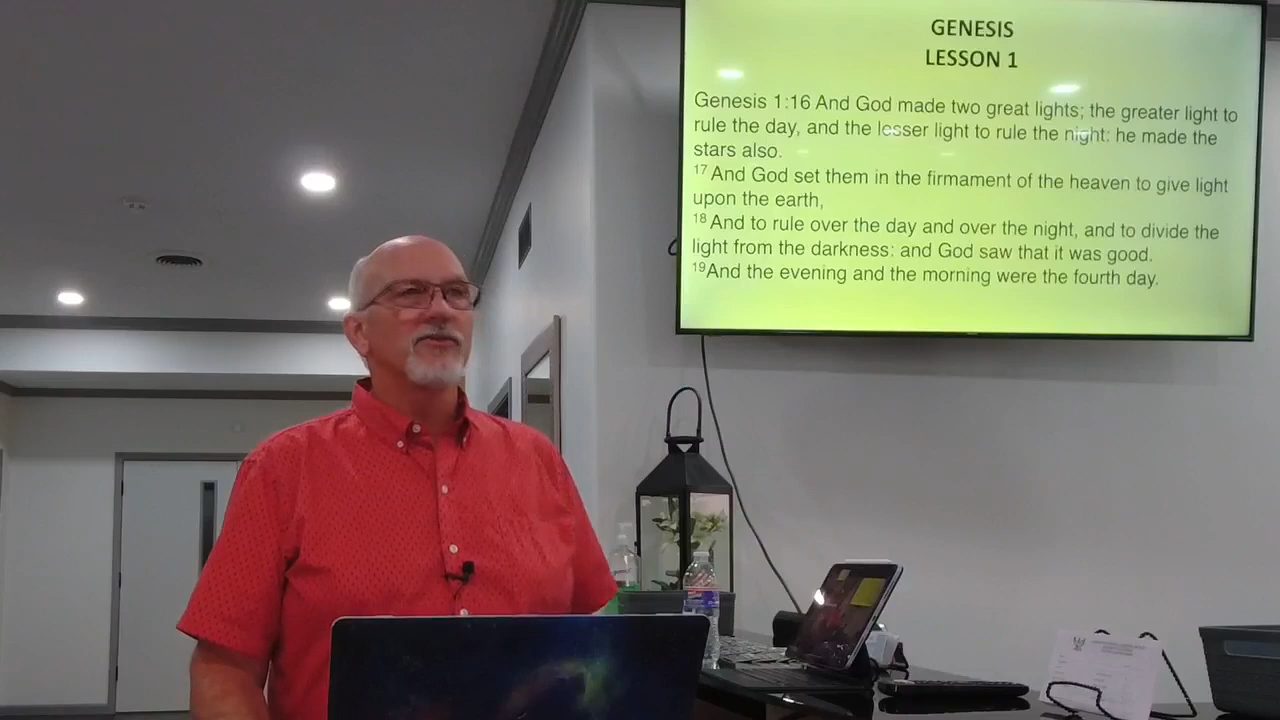 GENESIS
LESSON 1
Genesis 1:16 And God made two great lights; the greater light to
rule the day, and the lesser light to rule the night: he made the
stars also.
17 And God set them in the firmament of the heaven to give light
upon the earth,
18 And to rule over the day and over the night, and to divide the
light from the darkness: and God saw that it was good.
19And the evening and the morning were the fourth day.